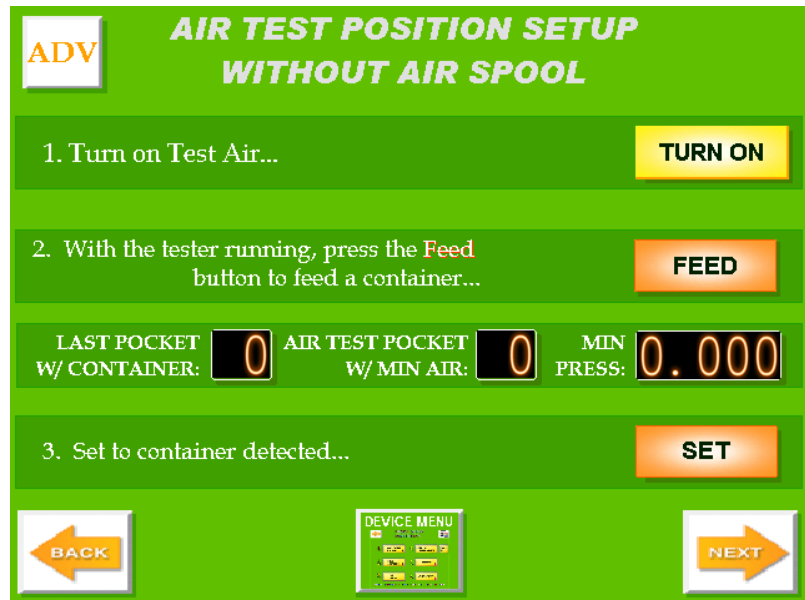 ADV
AIR TEST POSITION SETUP
WITHOUT AIR SPOOL
1. Turn on Test Air...
TURN ON
2. With the tester running, press the Feed
button to feed a container...
FEED
LAST POCKET
W/ CONTAINER:
0
AIR TEST POCKET
W/ MIN AIR:
0
MIN
PRESS:
0.000
3. Set to container detected...
SET
BACK
DEVICE MENU
NEXT